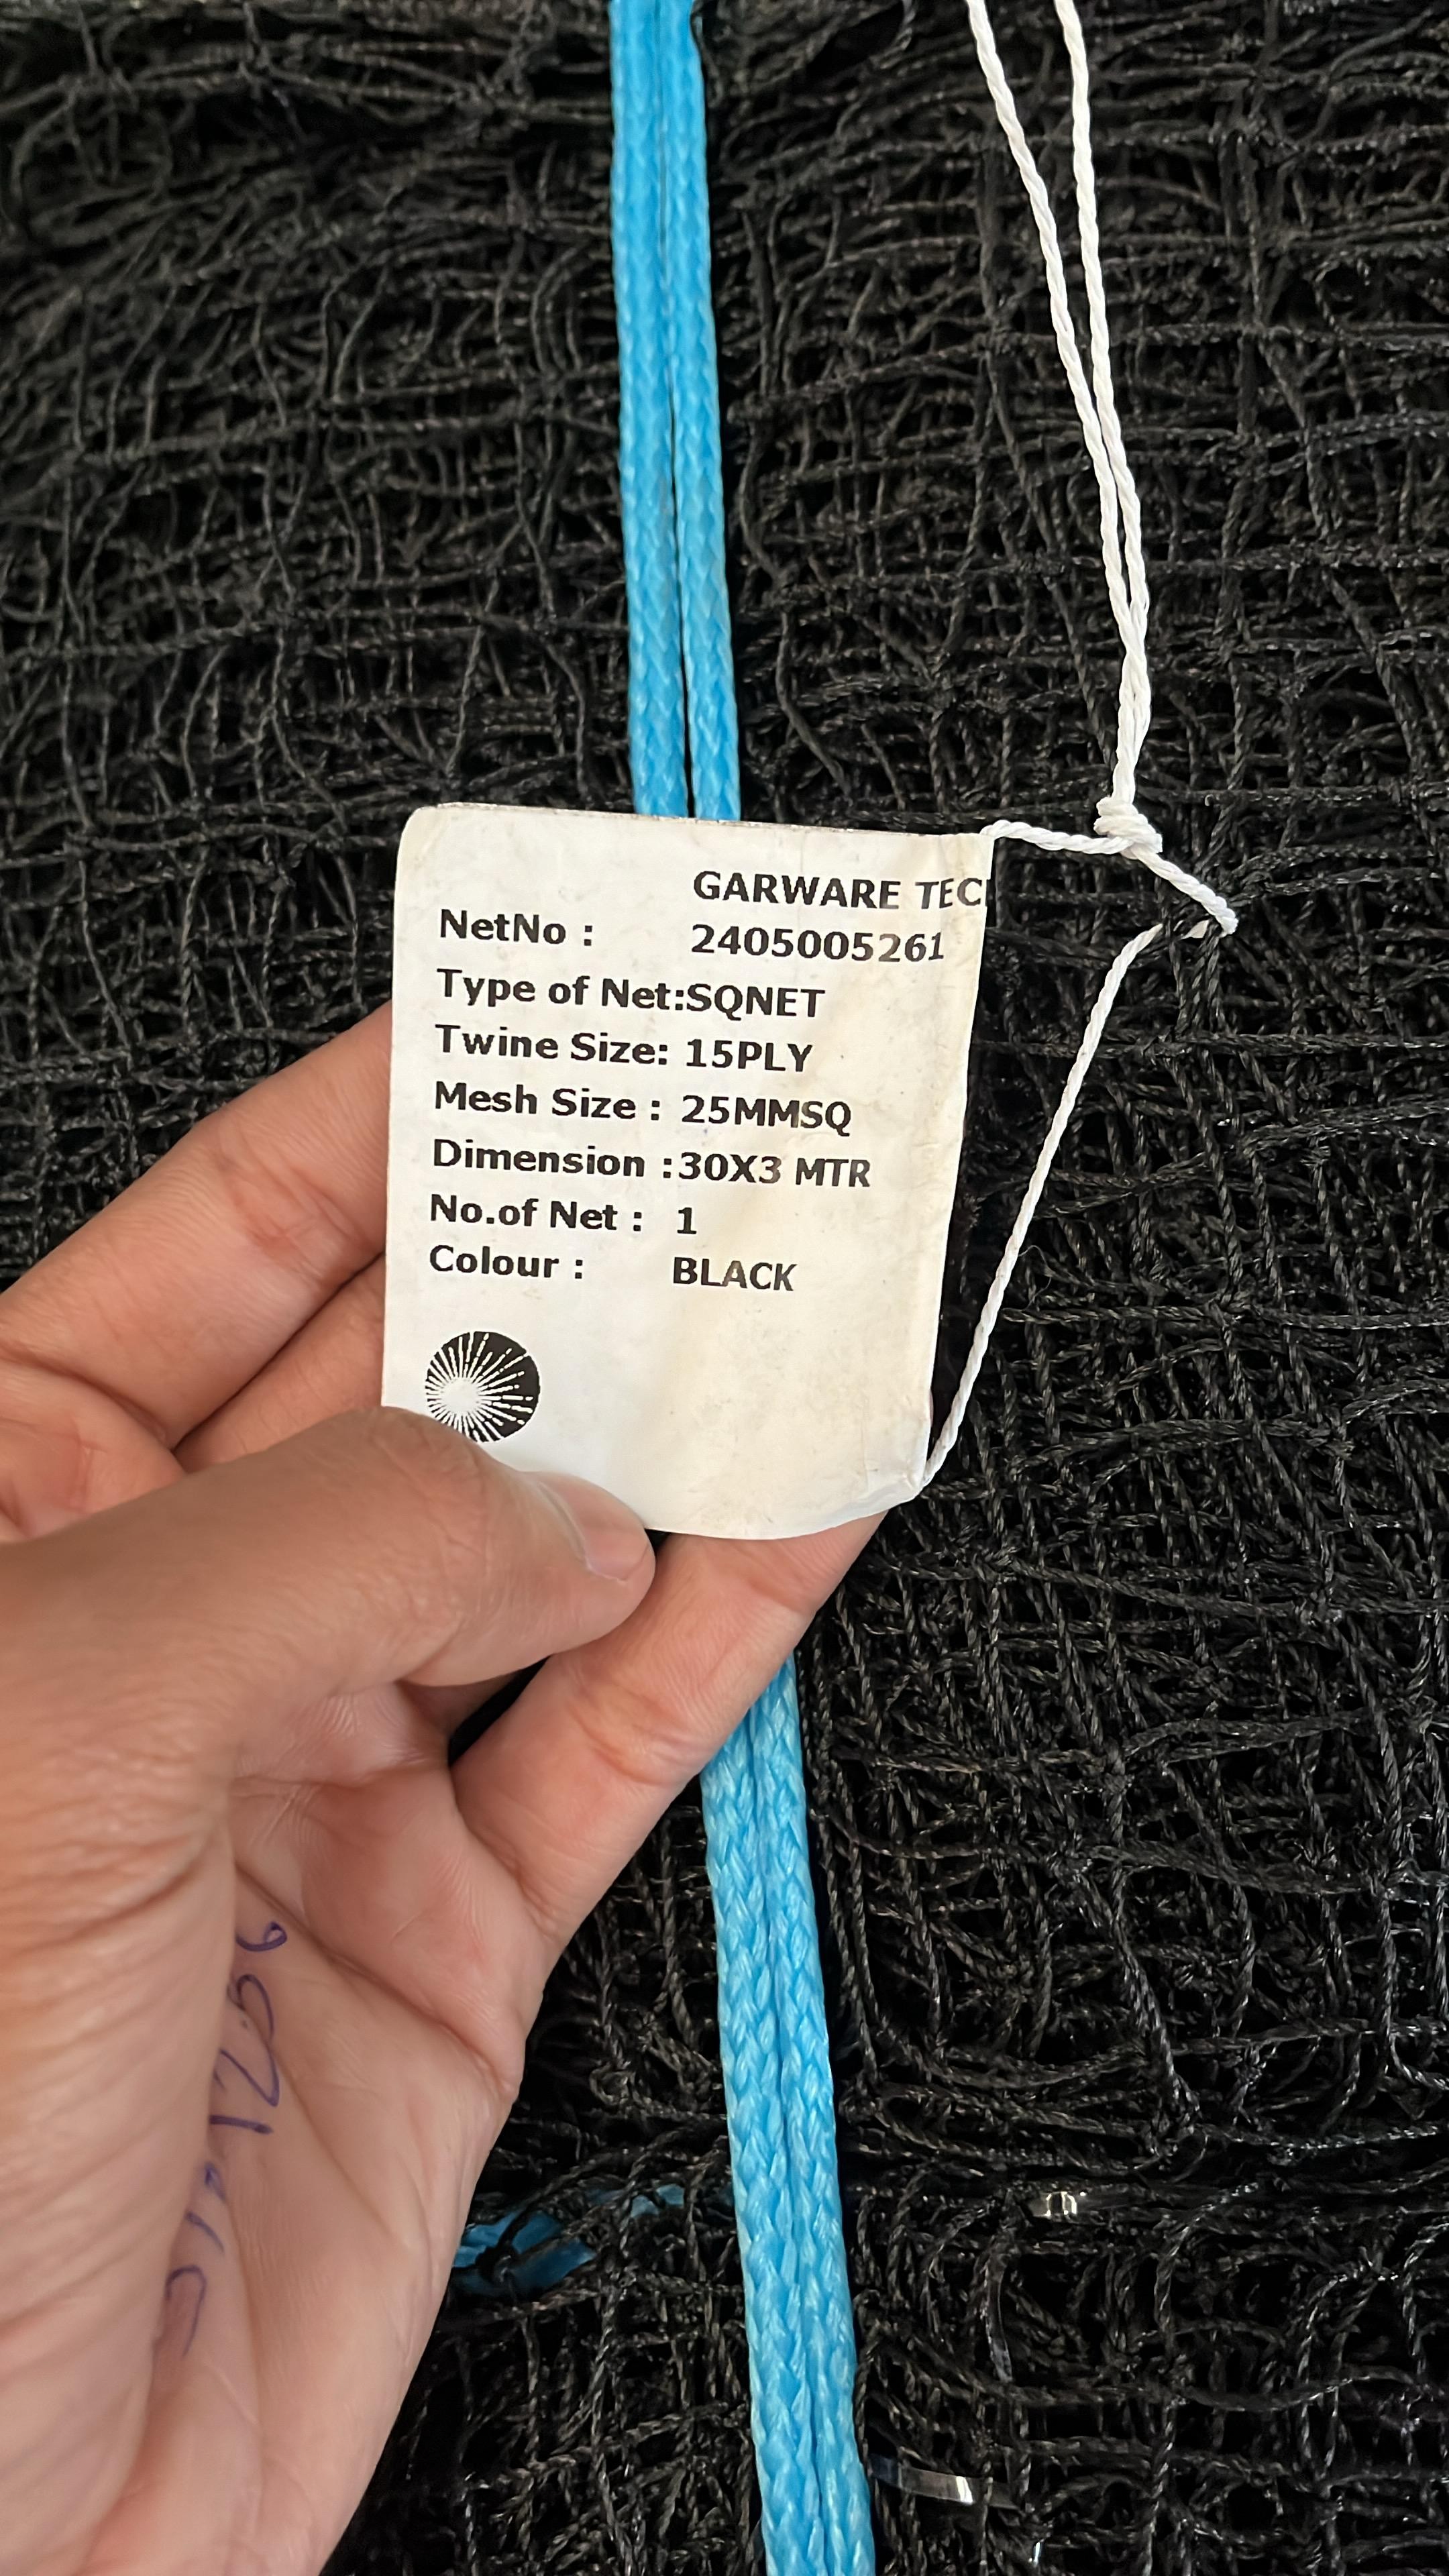 GARWARE TEC
NetNo : 2405005261
Type of Net:SQNET
Twine Size: 15PLY
Mesh Size : 25MMSQ
Dimension :30X3 MTR
No.of Net : 1
Colour : BLACK